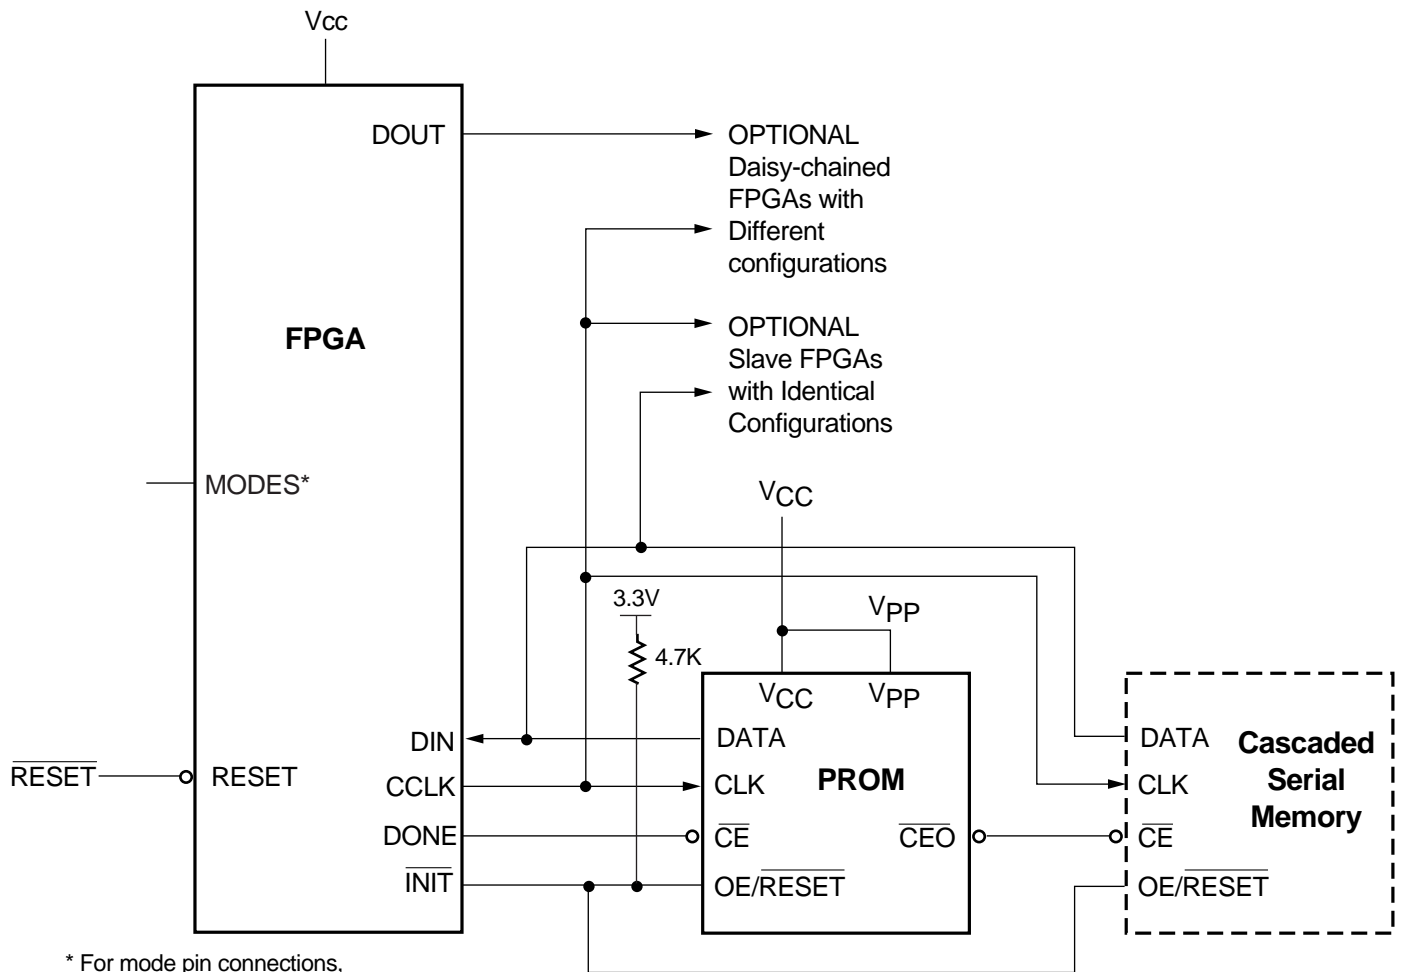 Vcc
DOUT
OPTIONAL
Daisy-chained
FPGAs with
Different
configurations
FPGA
OPTIONAL
Slave FPGAs
with Identical
Configurations
MODES*
VCC
3.3V
VPP
4.7K
VCC
VPP
DIN
DATA
DATA
Cascaded
Serial
Memory
RESET
RESET
CCLK
CLK
PROM
CLK
DONE
CE
CEO
CE
INIT
OE/RESET
OE/RESET
* For mode pin connections,